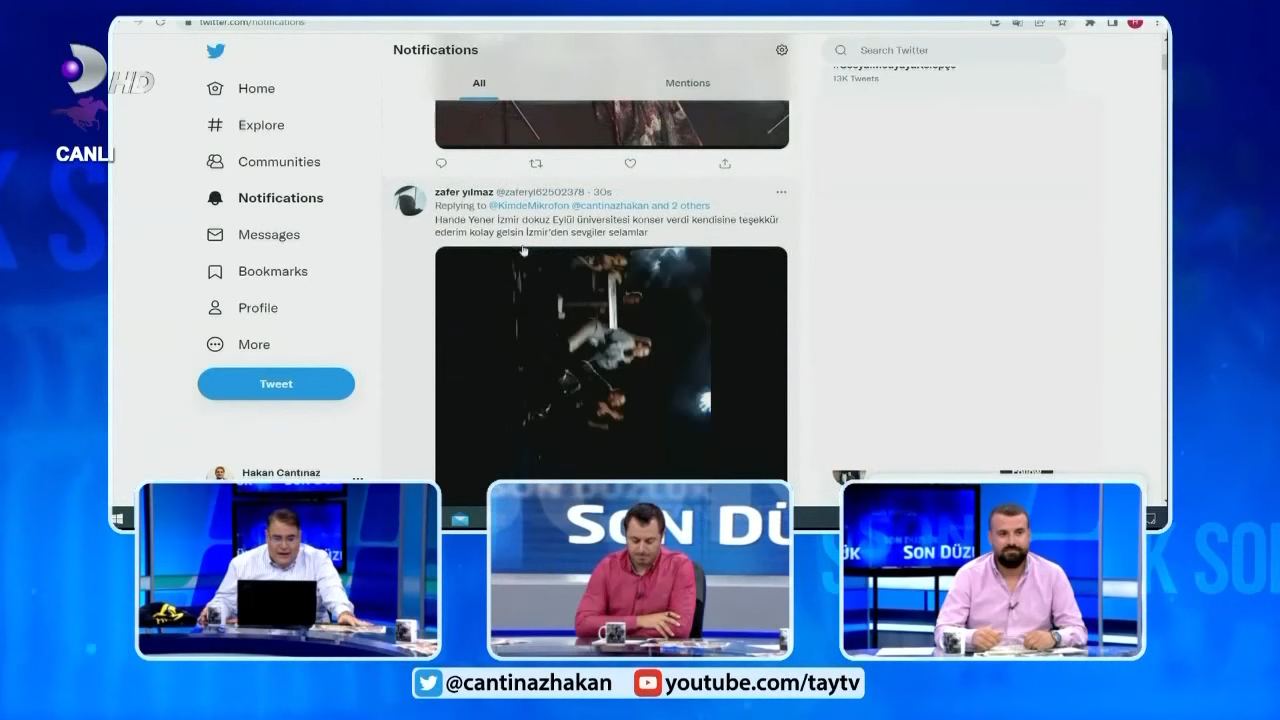 twitter.com/notifications
HD
CANLI
Home
Explore
Communities
Notifications
Messages
Bookmarks
Profile
More
Tweet
Hakan Cantınaz
Notifications
All
Mentions
zafer yılmaz @zaferyl62502378 · 30s
Replying to @KimdeMikrofon @cantinazhakan and 2 others
Hande Yener İzmir dokuz Eylül üniversitesi konser verdi kendisine teşekkür
ederim kolay gelsin İzmir'den sevgiler selamlar
Search Twitter
13K Tweets
Follow
SON DÜ
SON DÜZ
@cantinazhakan
youtube.com/taytv